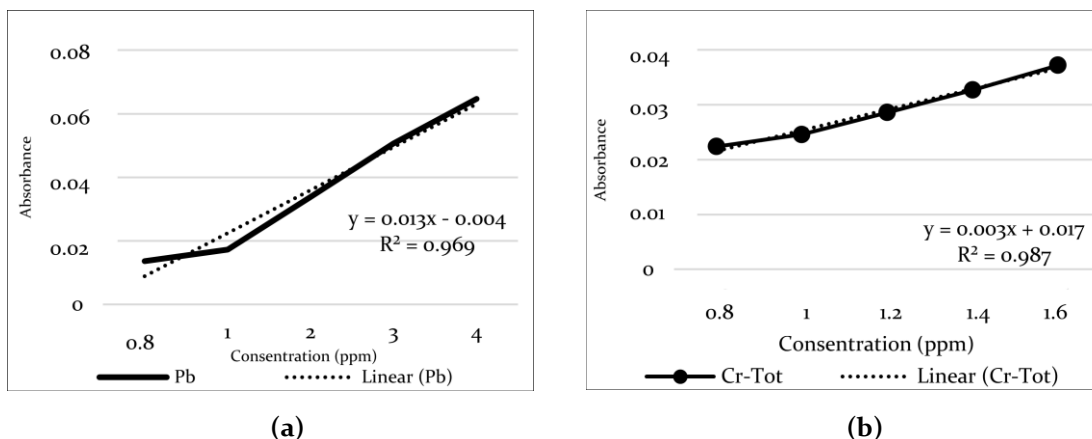 0.08
0.06
0.04
0.02
0
Absorbance
y = 0.013x - 0.004
R² = 0.969
0.8 1 2 3 4
Consentration (ppm)
Pb Linear (Pb)
(a)
0.04
0.03
0.02
0.01
0
Absorbance
y = 0.003x + 0.017
R² = 0.987
0.8 1 1.2 1.4 1.6
Consentration (ppm)
Cr-Tot Linear (Cr-Tot)
(b)